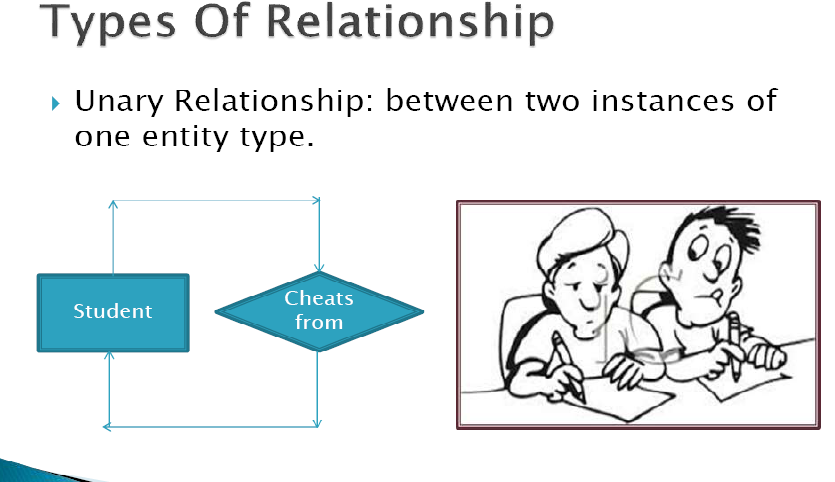 Types Of Relationship
Unary Relationship: between two instances of
one entity type.
Student
Cheats
from